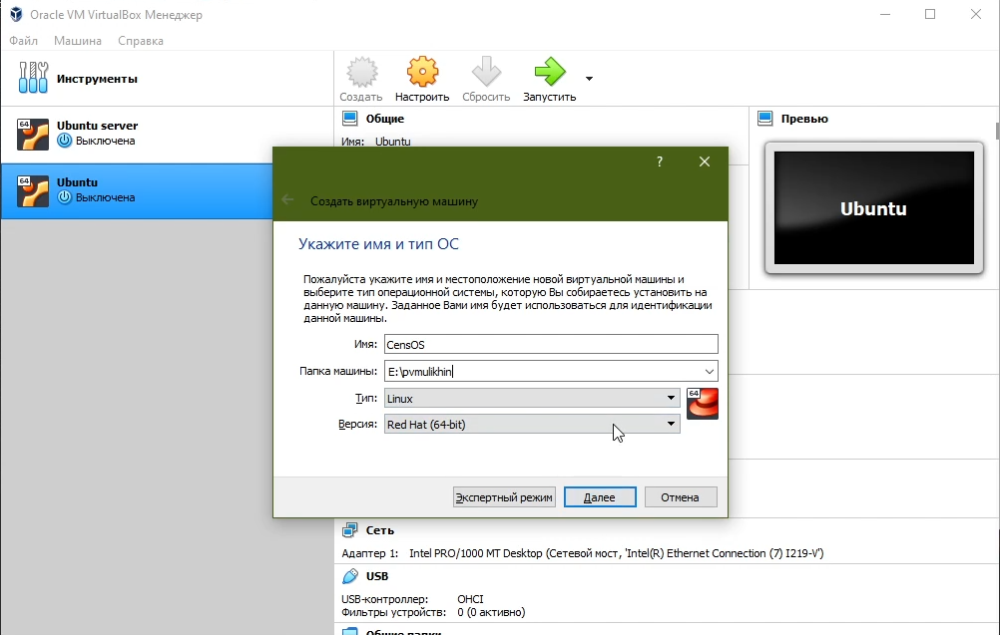 Oracle VM VirtualBox Менеджер
Файл Машина Справка
Инструменты
Создать Настроить Сбросить Запустить
64
Ubuntu server
Выключена
64
Ubuntu
Выключена
Общие
Имя: Ubuntu
Превью
Ubuntu
?
Создать виртуальную машину
Укажите имя и тип ОС
Пожалуйста укажите имя и местоположение новой виртуальной машины и
выберите тип операционной системы, которую Вы собираетесь установить на
данную машину. Заданное Вами имя будет использоваться для идентификации
данной машины.
Имя: CensOS
Папка машины: E:\pvmulikhin
Тип: Linux
64
Версия: Red Hat (64-bit)
Экспертный режим Далее Отмена
Сеть
Адаптер 1: Intel PRO/1000 MT Desktop (Сетевой мост, 'Intel(R) Ethernet Connection (7) I219-V')
USB
USB-контроллер: OHCI
Фильтры устройств: 0 (0 активно)
Общие папки